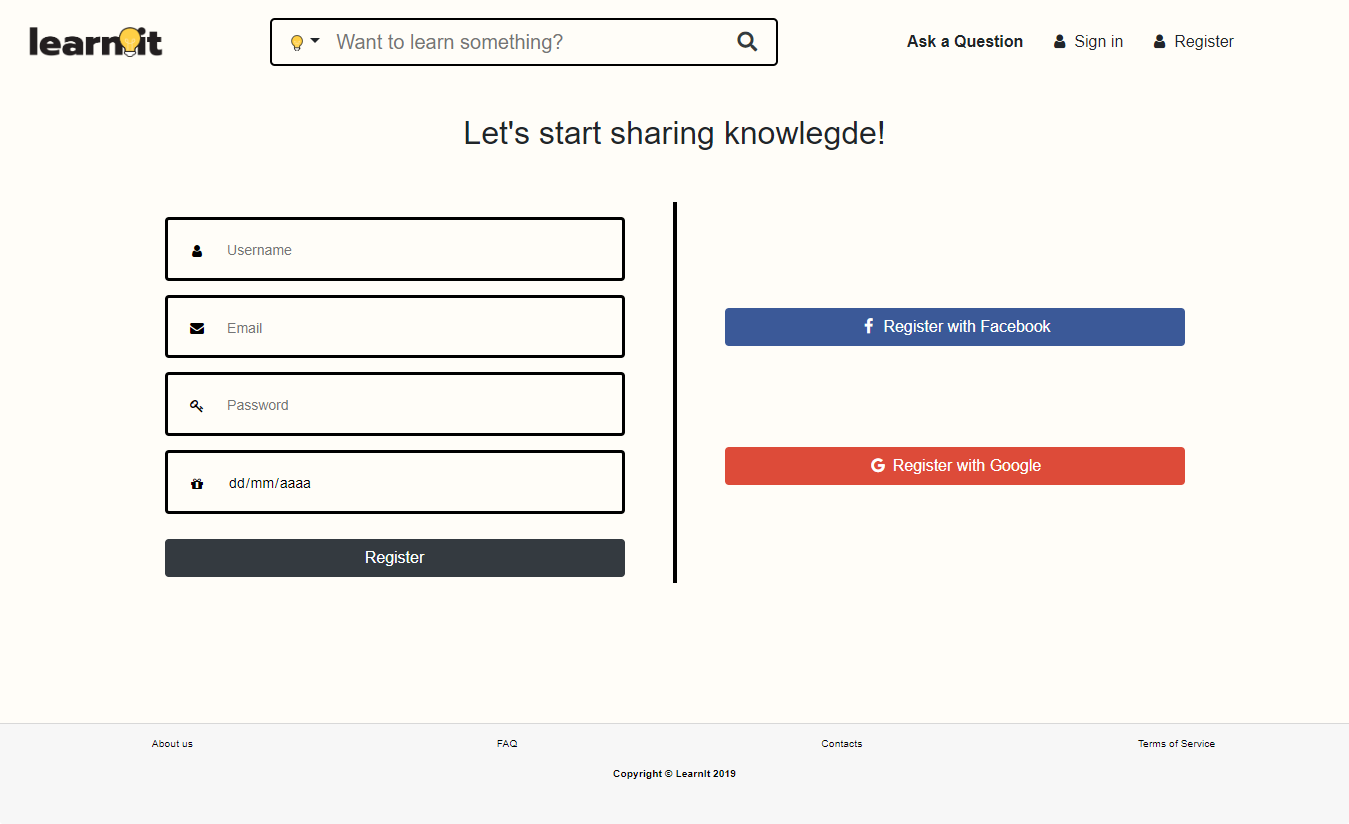 learnit
Want to learn something?
Ask a Question
Sign in
Register
Let's start sharing knowlegde!
Username
Email
Password
dd/mm/aaaa
Register
Register with Facebook
G Register with Google
About us
FAQ
Contacts
Terms of Service
Copyright © LearnIt 2019